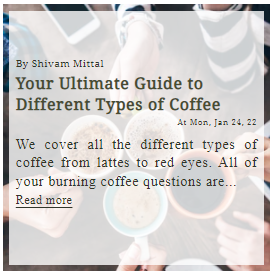 By Shivam Mittal
Your Ultimate Guide to
Different Types of Coffee
At Mon, Jan 24, 22
We cover all the different types of
coffee from lattes to red eyes. All of
your burning coffee questions are...
Read more